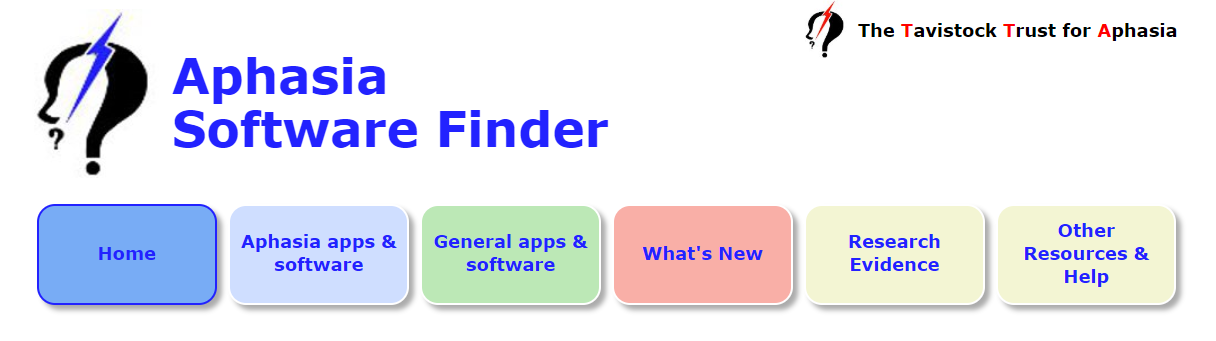 The Tavistock Trust for Aphasia
Aphasia
Software Finder
Home
Aphasia apps &
software
General apps &
software
What's New
Research
Evidence
Other
Resources &
Help